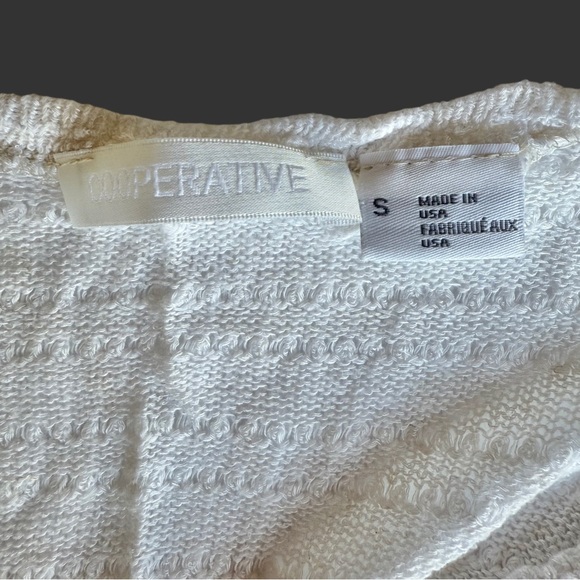 COOPERATIVE
S
MADE IN
USA
FABRIQUÉ AUX
USA